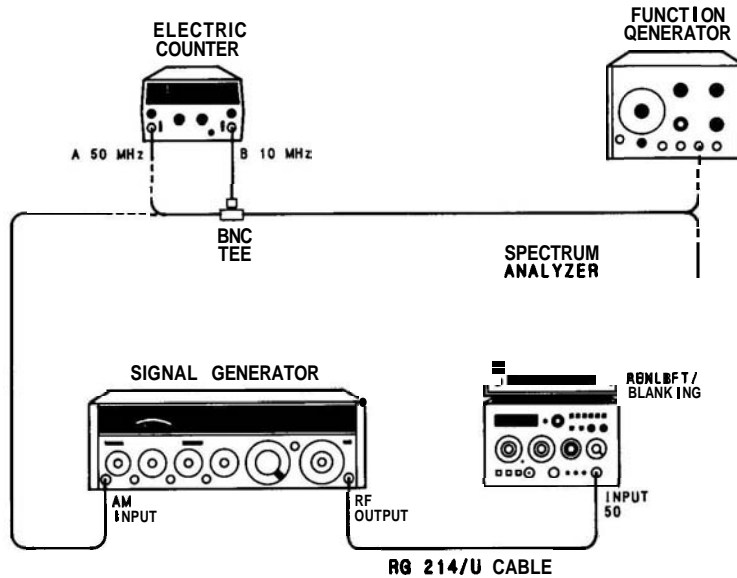 ELECTRIC
COUNTER
FUNCTION
QENERATOR
A 50 MHz
B 10 MHz
BNC
TEE
SPECTRUM
ANALYZER
SIGNAL GENERATOR
BLANKING
AM
INPUT
RF
OUTPUT
INPUT
50
RG 214/U CABLE